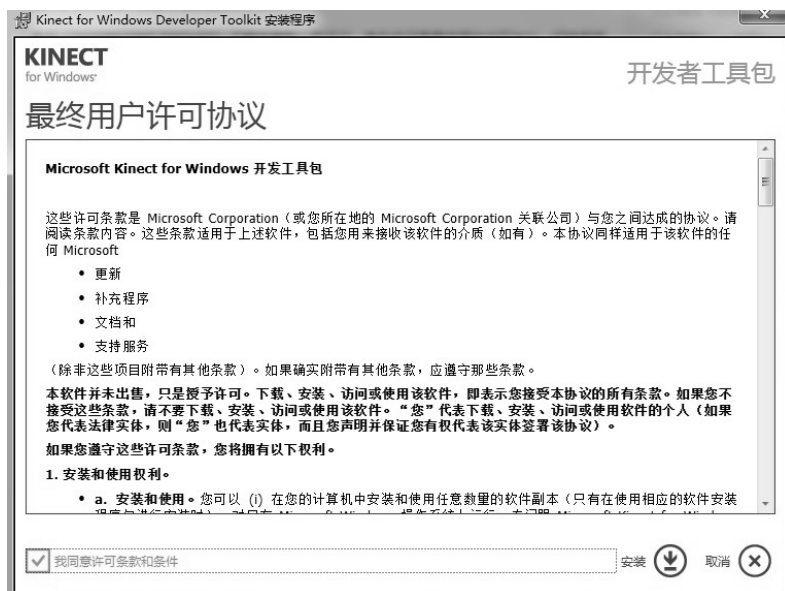 Kinect for Windows Developer Toolkit 安装程序
KINECT
for Windows
开发者工具包
最终用户许可协议
Microsoft Kinect for Windows 开发工具包
这些许可条款是 Microsoft Corporation（或您所在地的 Microsoft Corporation 关联公司）与您之间达成的协议。请
阅读条款内容。这些条款适用于上述软件，包括您用来接收该软件的介质（如有）。本协议同样适用于该软件的任
何 Microsoft
• 更新
• 补充程序
• 文档和
• 支持服务
（除非这些项目附带有其他条款）。如果确实附带有其他条款，应遵守那些条款。
本软件并未出售，只是授予许可。下载、安装、访问或使用该软件，即表示您接受本协议的所有条款。如果您不
接受这些条款，请不要下载、安装、访问或使用该软件。“您”代表下载、安装、访问或使用软件的个人（如果
您代表法律实体，则“您”也代表实体，而且您声明并保证您有权代表该实体签署该协议）。
如果您遵守这些许可条款，您将拥有以下权利。
1. 安装和使用权利。
• a. 安装和使用。您可以 (i) 在您的计算机中安装和使用任意数量的软件副本（只有在使用相应的软件安装
我同意许可条款和条件
安装
取消